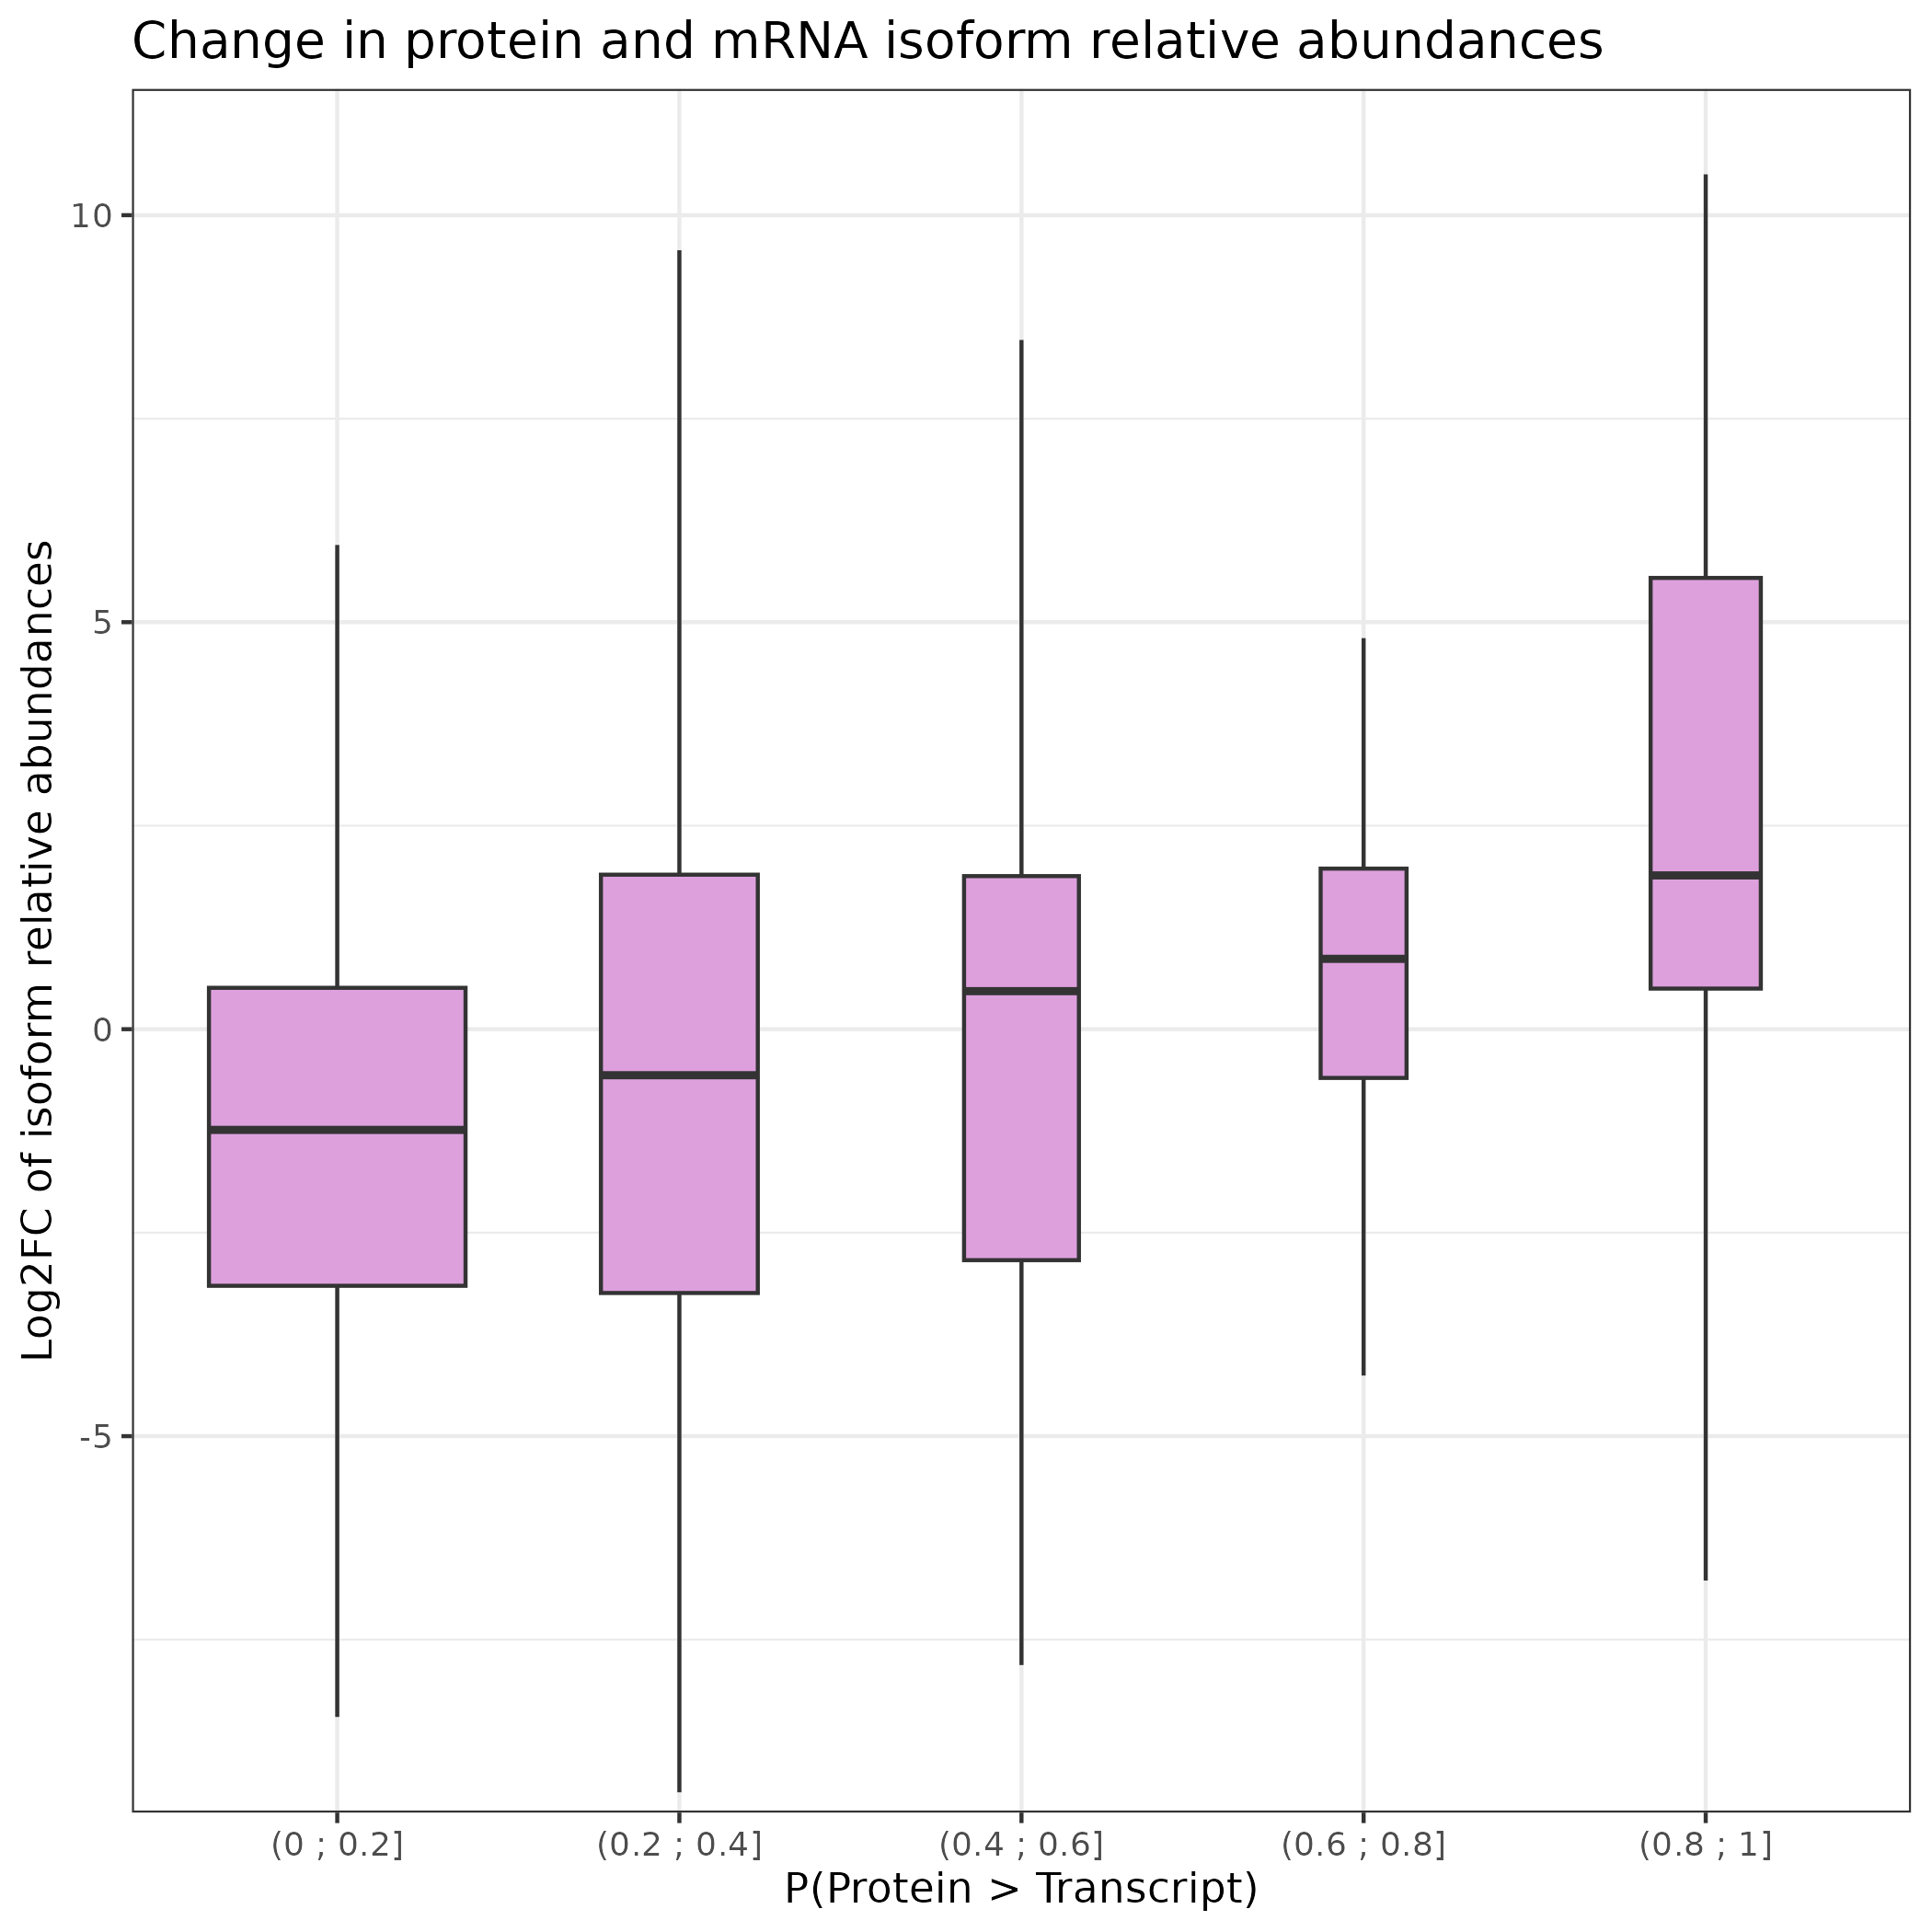 Change in protein and mRNA isoform relative abundances
Log2FC of isoform relative abundances
10
5
0
-5
(0 ; 0.2]
(0.2 ; 0.4]
(0.4 ; 0.6]
(0.6 ; 0.8]
(0.8 ; 1]
P(Protein > Transcript)